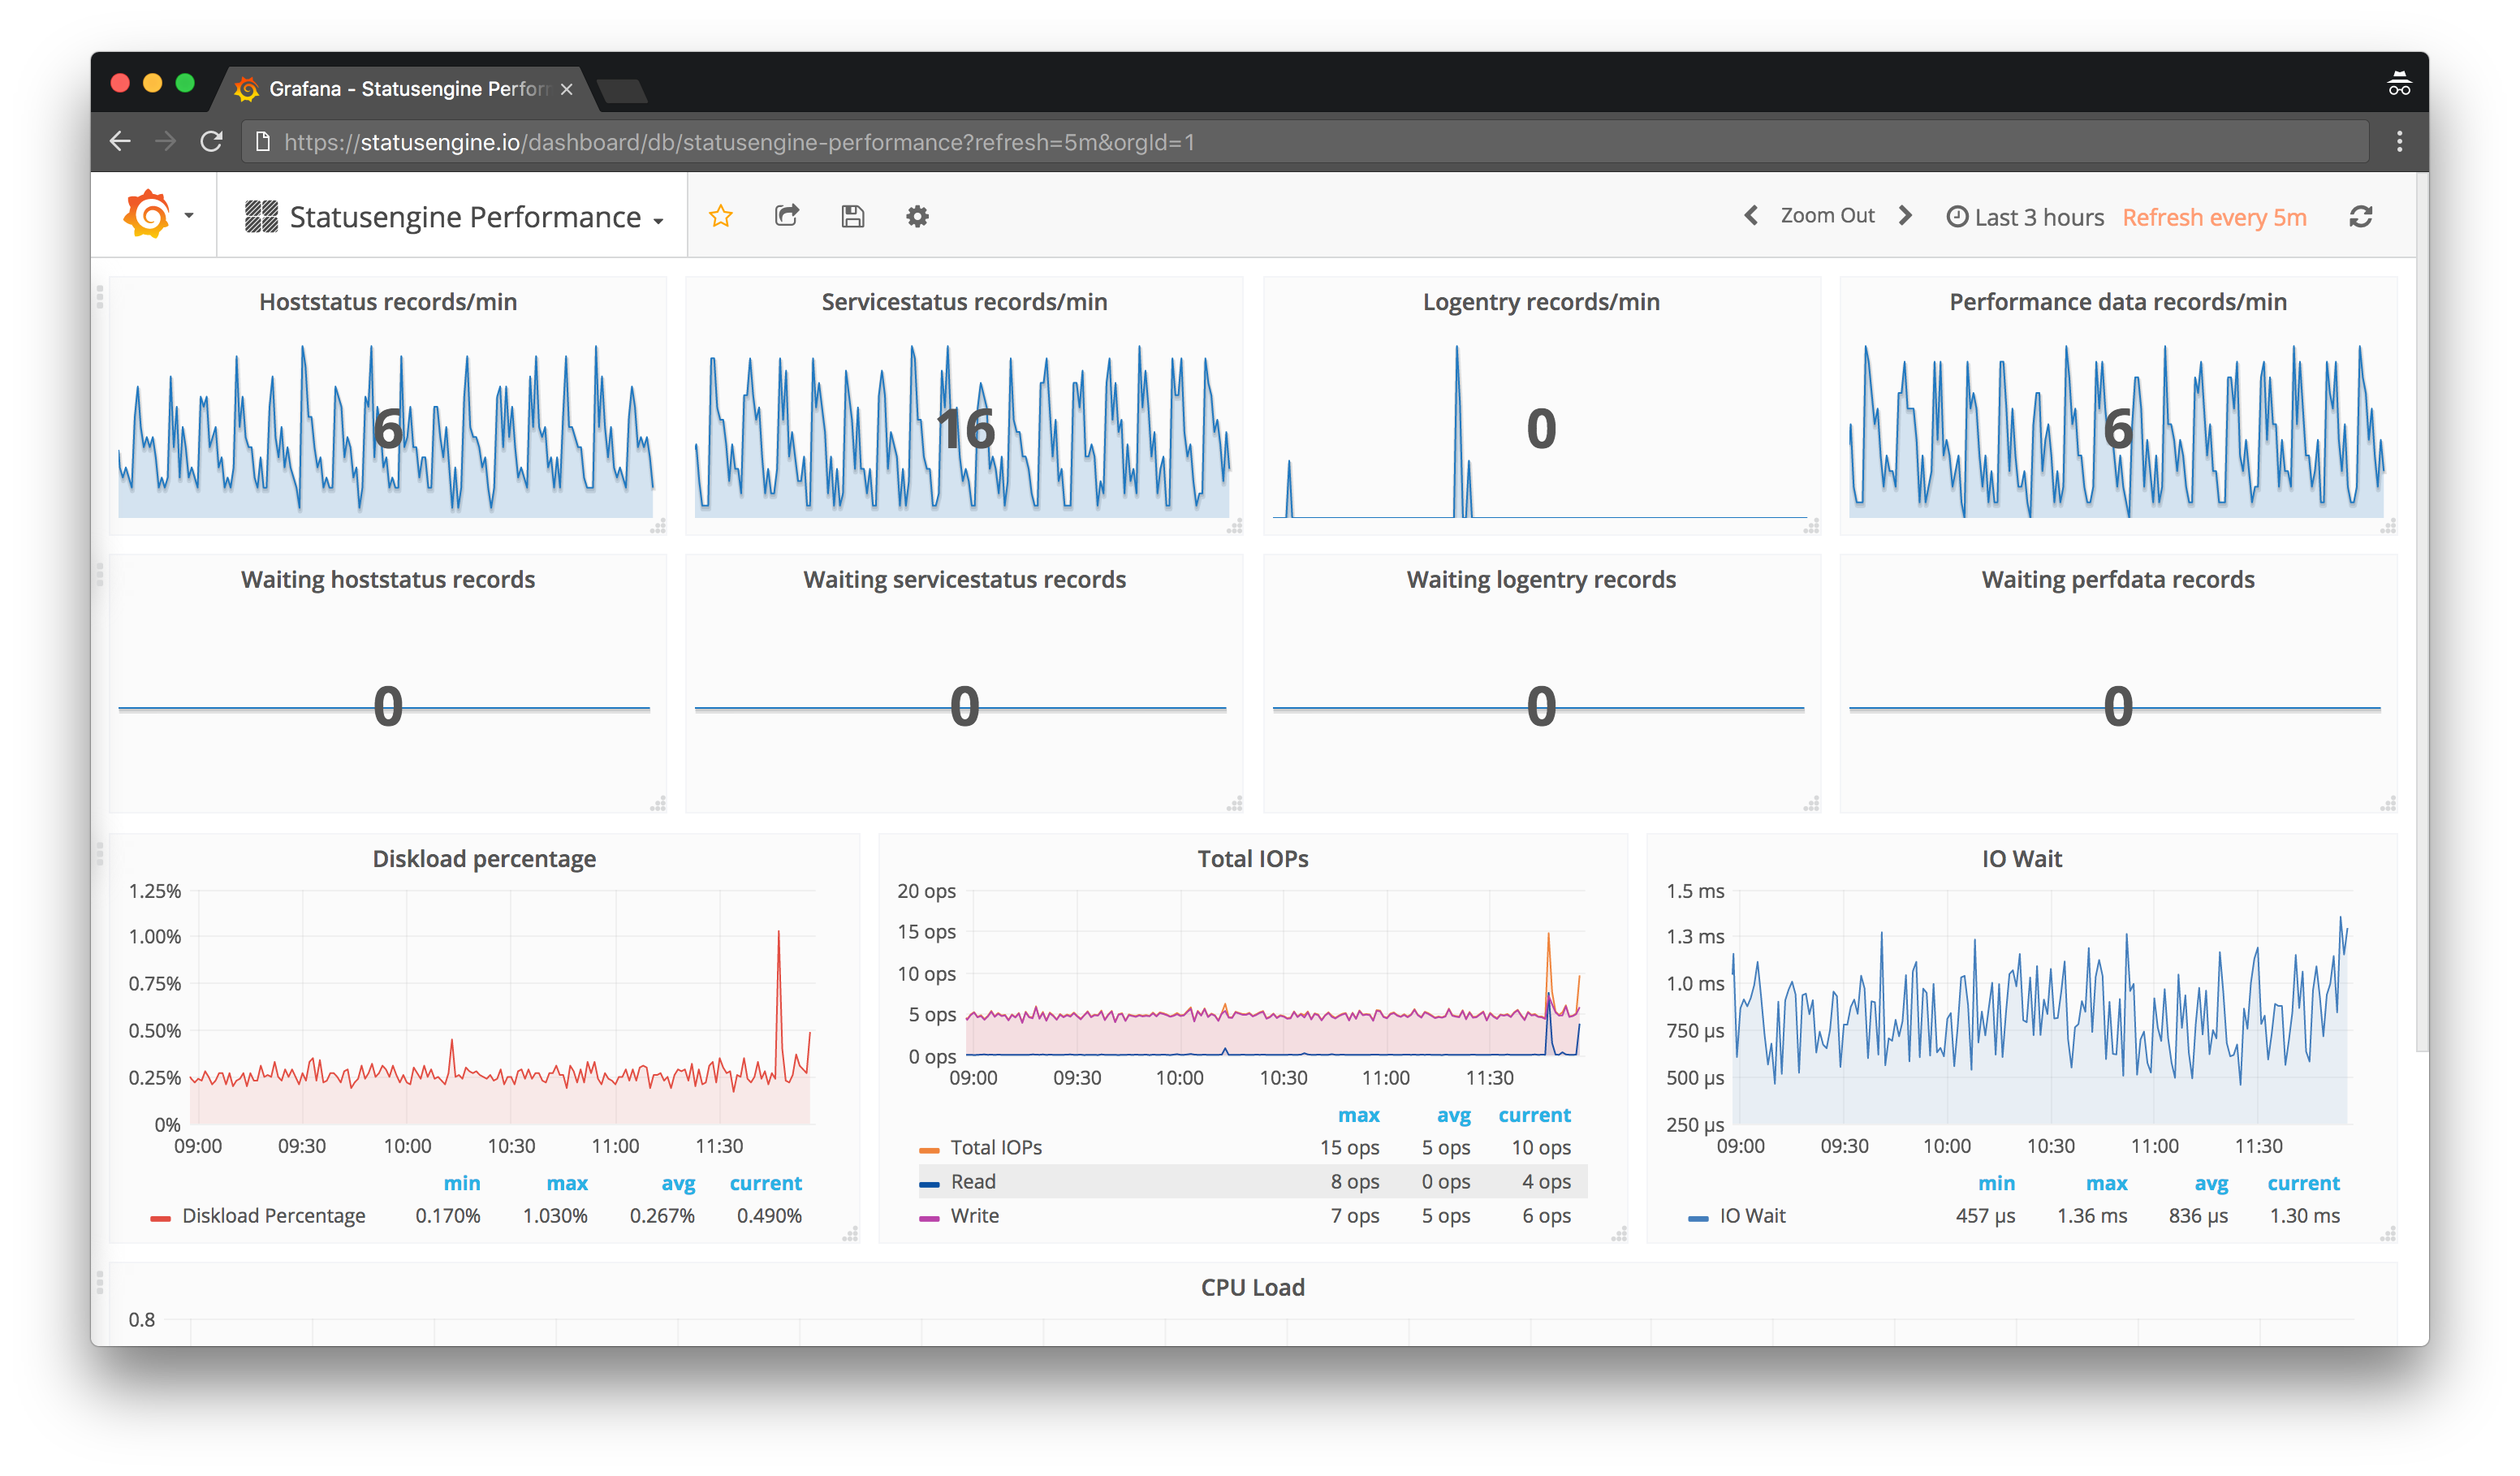 Grafana - Statusengine Perfor
https://statusengine.io/dashboard/db/statusengine-performance?refresh=5m&orgId=1
Statusengine Performance
Zoom Out
Last 3 hours
Refresh every 5m
Hoststatus records/min
6
Servicestatus records/min
16
Logentry records/min
0
Performance data records/min
6
Waiting hoststatus records
0
Waiting servicestatus records
0
Waiting logentry records
0
Waiting perfdata records
0
Diskload percentage
1.25%
1.00%
0.75%
0.50%
0.25%
0%
09:00 09:30 10:00 10:30 11:00 11:30
min max avg current
Diskload Percentage 0.170% 1.030% 0.267% 0.490%
Total IOPs
20 ops
15 ops
10 ops
5 ops
0 ops
09:00 09:30 10:00 10:30 11:00 11:30
max avg current
Total IOPs 15 ops 5 ops 10 ops
Read 8 ops 0 ops 4 ops
Write 7 ops 5 ops 6 ops
IO Wait
1.5 ms
1.3 ms
1.0 ms
750 µs
500 µs
250 µs
09:00 09:30 10:00 10:30 11:00 11:30
min max avg current
IO Wait 457 µs 1.36 ms 836 µs 1.30 ms
CPU Load
0.8